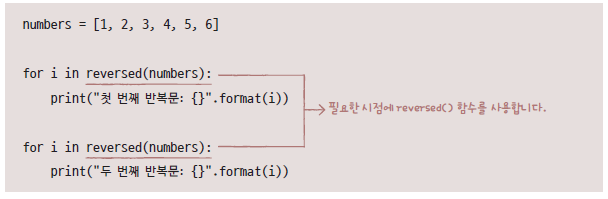 numbers = [1, 2, 3, 4, 5, 6]
for i in reversed(numbers):
    print("첫 번째 반복문: {}".format(i))
필요한 시점에 reversed() 함수를 사용합니다.
for i in reversed(numbers):
    print("두 번째 반복문: {}".format(i))